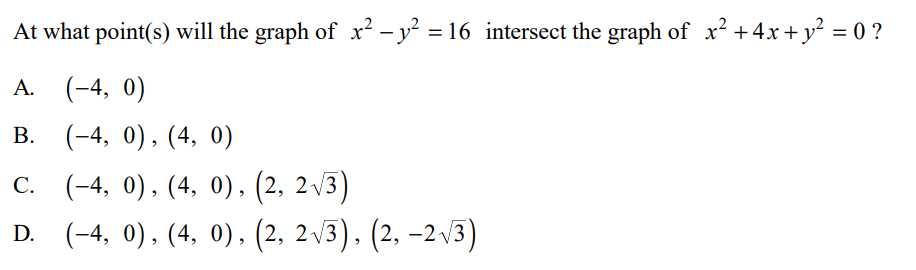 At what point(s) will the graph of x² − y² = 16 intersect the graph of x² + 4x + y² = 0 ?
A. (−4, 0)
B. (−4, 0), (4, 0)
C. (−4, 0), (4, 0), (2, 2√3)
D. (−4, 0), (4, 0), (2, 2√3), (2, −2√3)